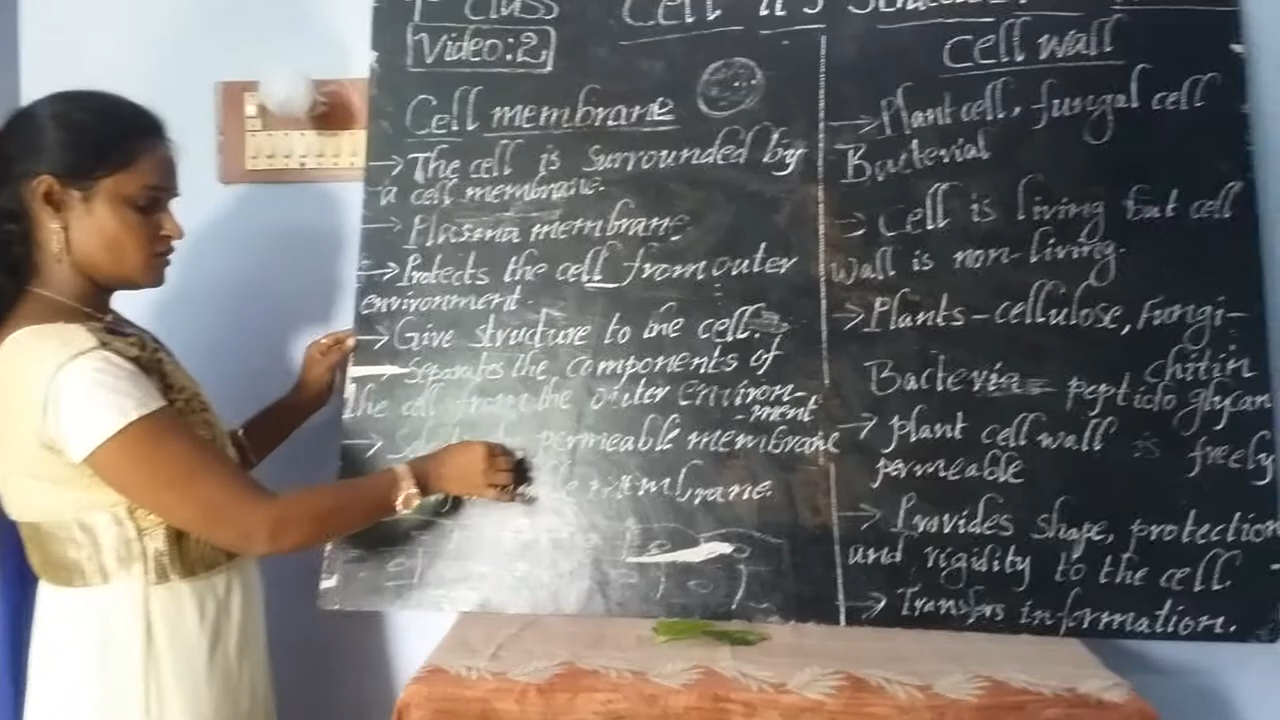 Class
Cell it's
Video:2
Cell membrane
→ The cell is surrounded by
a cell membrane.
→ Plasma membrane
→ Protects the cell from outer
environment.
→ Give structure to the cell.
→ Separates the components of
the cell from the outer environ-
-ment
→ permeable membrane
membrane.
Cell wall
→ Plant cell, fungal cell
Bacterial
→ Cell is living but cell
wall is non-living.
→ Plants-cellulose, Fungi-
chitin
Bacteria= peptido glycan
→ plant cell wall is freely
permeable
→ Provides shape, protection
and rigidity to the cell
→ Transfers information.